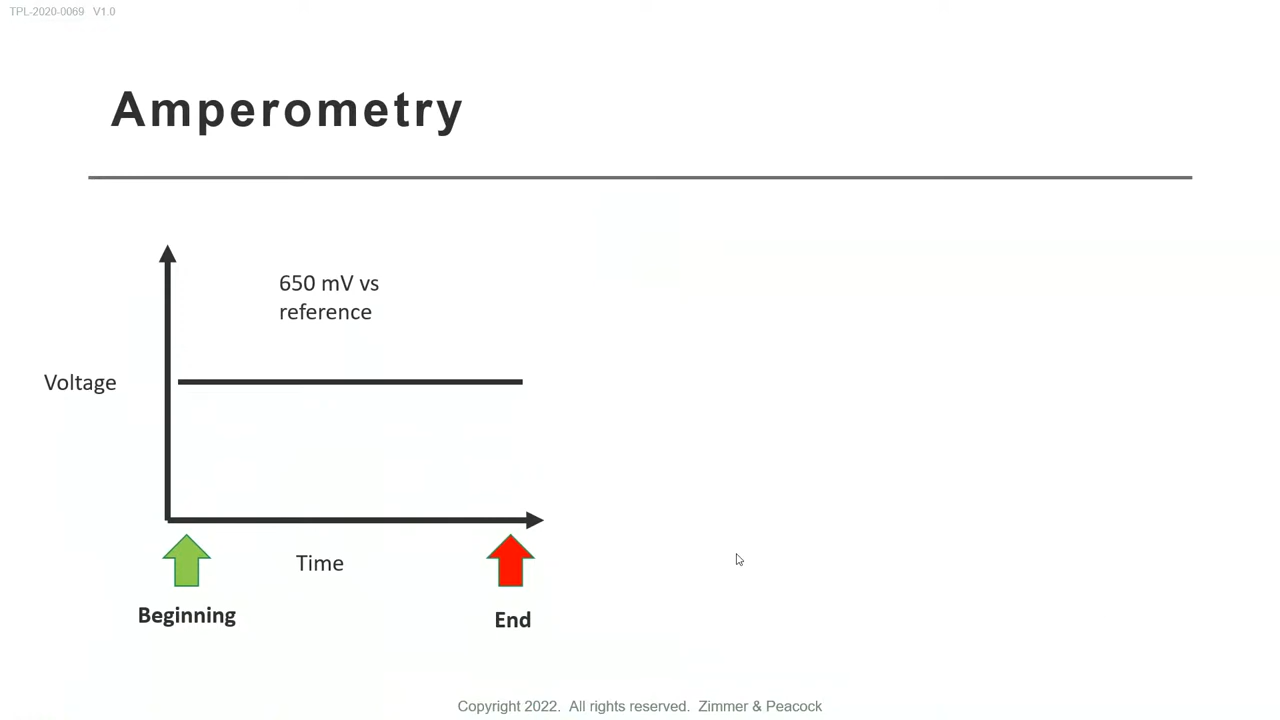 TPL-2020-0069 V1.0
Amperometry
650 mV vs
reference
Voltage
Time
Beginning
End
Copyright 2022. All rights reserved. Zimmer & Peacock